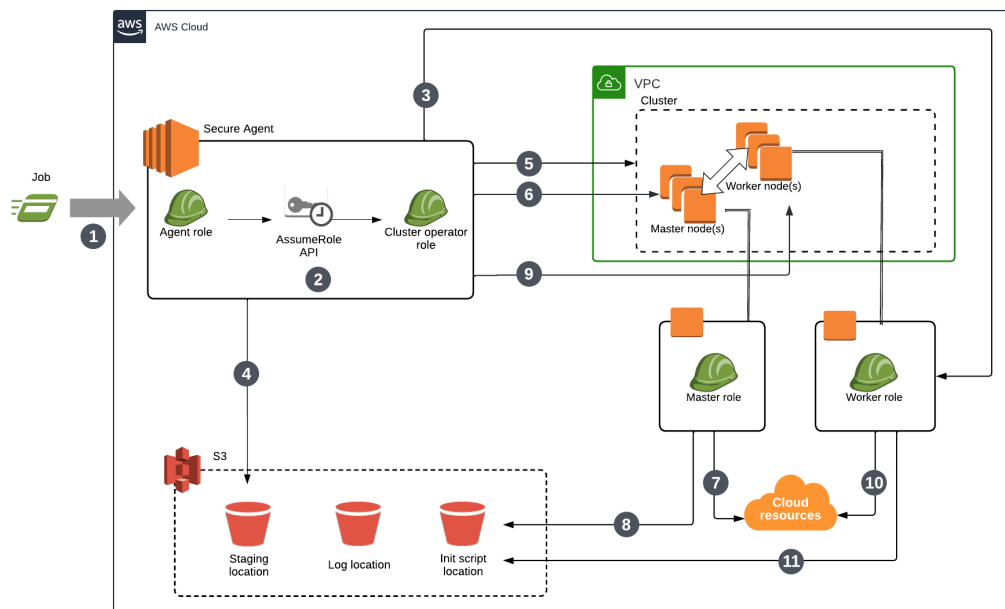 aws
AWS Cloud
3
VPC
Cluster
Secure Agent
5
Job
6
Worker node(s)
1
Agent role
Cluster operator
role
Master node(s)
AssumeRole
API
2
9
4
Master role
Worker role
S3
7
10
Cloud
resources
8
Staging
location
Log location
Init script
location
11